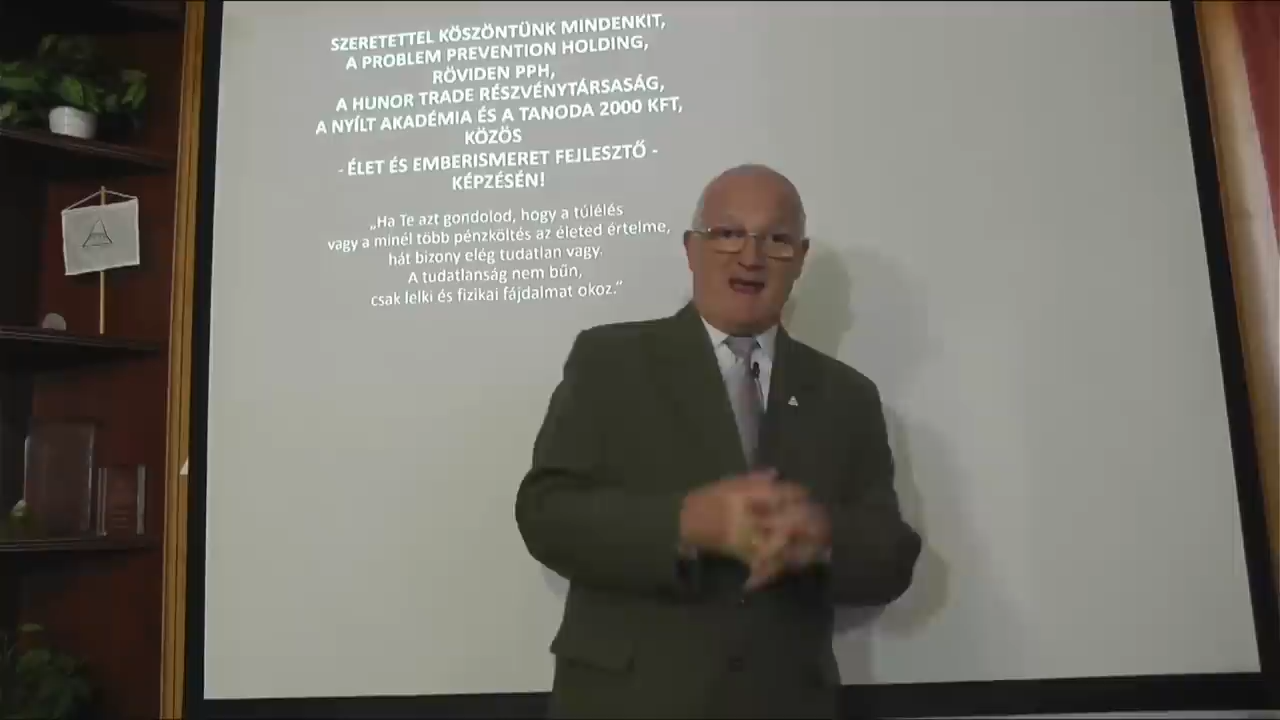 SZERETETTEL KÖSZÖNTÜNK MINDENKIT,
A PROBLEM PREVENTION HOLDING,
RÖVIDEN PPH,
A HUNOR TRADE RÉSZVÉNYTÁRSASÁG,
A NYÍLT AKADÉMIA ÉS A TANODA 2000 KFT,
KÖZÖS
- ÉLET ÉS EMBERISMERET FEJLESZTŐ -
KÉPZÉSÉN!
„Ha Te azt gondolod, hogy a túlélés
vagy a minél több pénzköltés az életed értelme,
hát bizony elég tudatlan vagy.
A tudatlanság nem bűn,
csak lelki és fizikai fájdalmat okoz.”